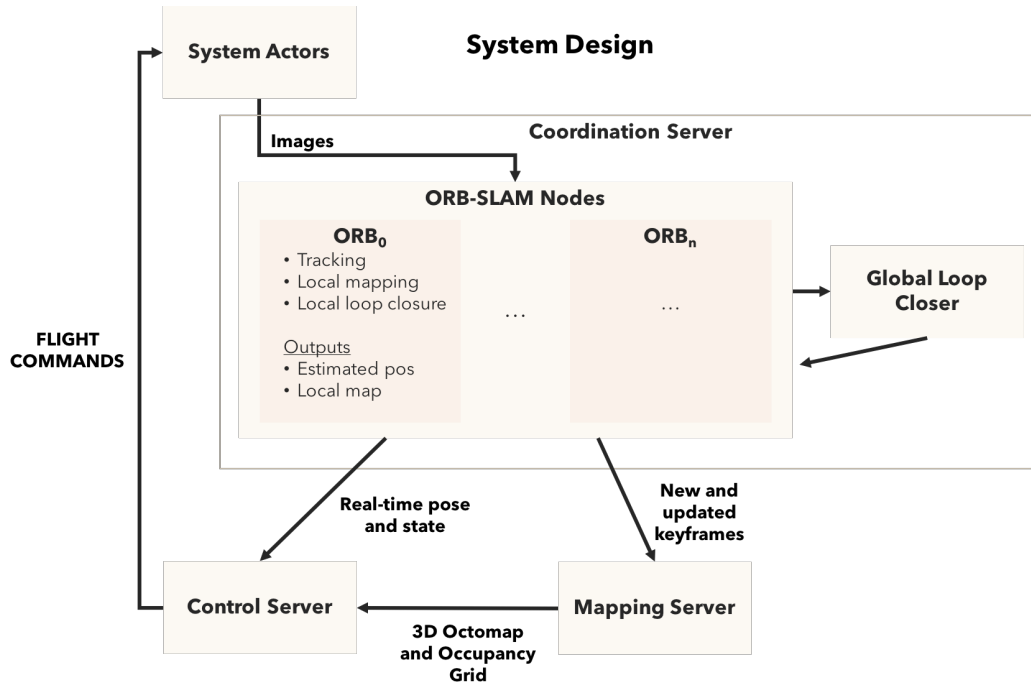 System Actors
System Design
Coordination Server
Images
ORB-SLAM Nodes
ORB0
• Tracking
• Local mapping
• Local loop closure
Outputs
• Estimated pos
• Local map
...
ORBn
...
Global Loop
Closer
FLIGHT
COMMANDS
Real-time pose
and state
New and
updated
keyframes
Control Server
Mapping Server
3D Octomap
and Occupancy
Grid